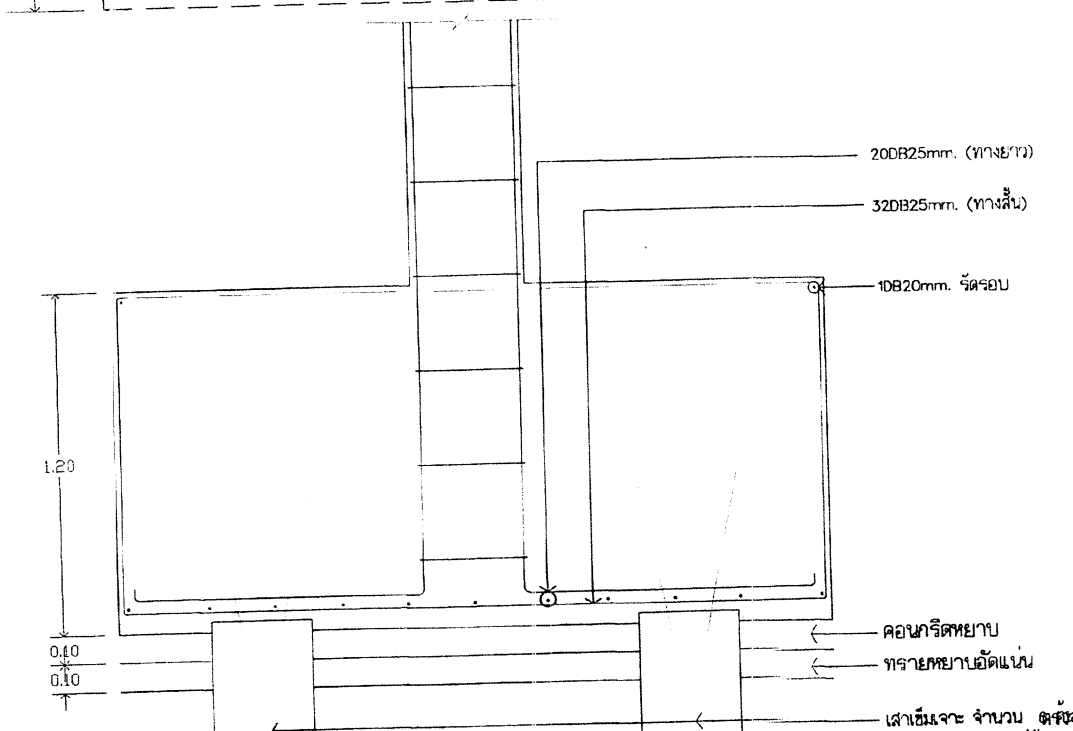 20DB25mm. (ทางยาว)
32DB25mm. (ทางสั้น)
1DB20mm. รัดรอบ
1.20
คอนกรีตหยาบ
0.10
ทรายหยาบอัดแน่น
0.10
เสาเข็มเจาะ จำนวน